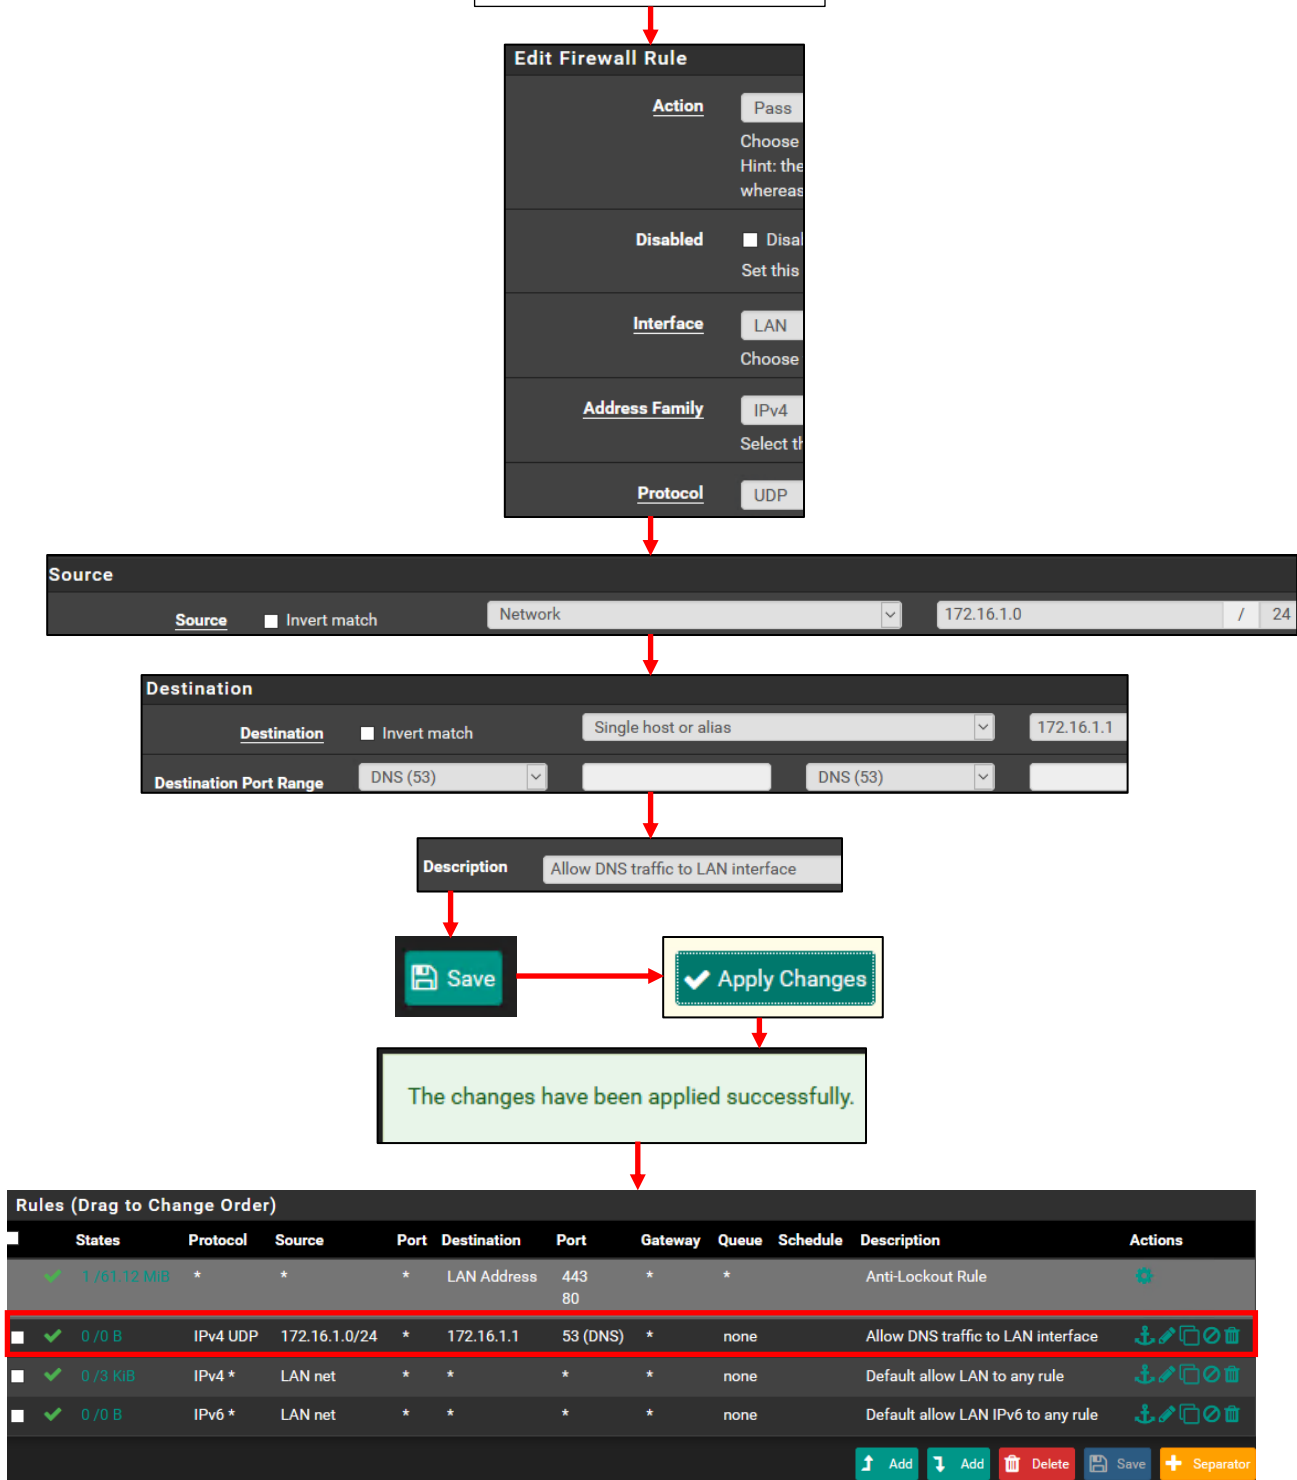 Edit Firewall Rule
Action Pass
Choose
Hint: the
whereas
Disabled Disal
Set this
Interface LAN
Choose
Address Family IPv4
Select th
Protocol UDP
Source
Source Invert match Network 172.16.1.0 / 24
Destination
Destination Invert match Single host or alias 172.16.1.1
Destination Port Range DNS (53) DNS (53)
Description Allow DNS traffic to LAN interface
Save Apply Changes
The changes have been applied successfully.
Rules (Drag to Change Order)
States Protocol Source Port Destination Port Gateway Queue Schedule Description Actions
1 /61.12 MiB * * * LAN Address 443 * * Anti-Lockout Rule
80
0 /0 B IPv4 UDP 172.16.1.0/24 * 172.16.1.1 53 (DNS) * none Allow DNS traffic to LAN interface
0 /3 KiB IPv4 * LAN net * * * * none Default allow LAN to any rule
0 /0 B IPv6 * LAN net * * * * none Default allow LAN IPv6 to any rule
Add Add Delete Save Separator